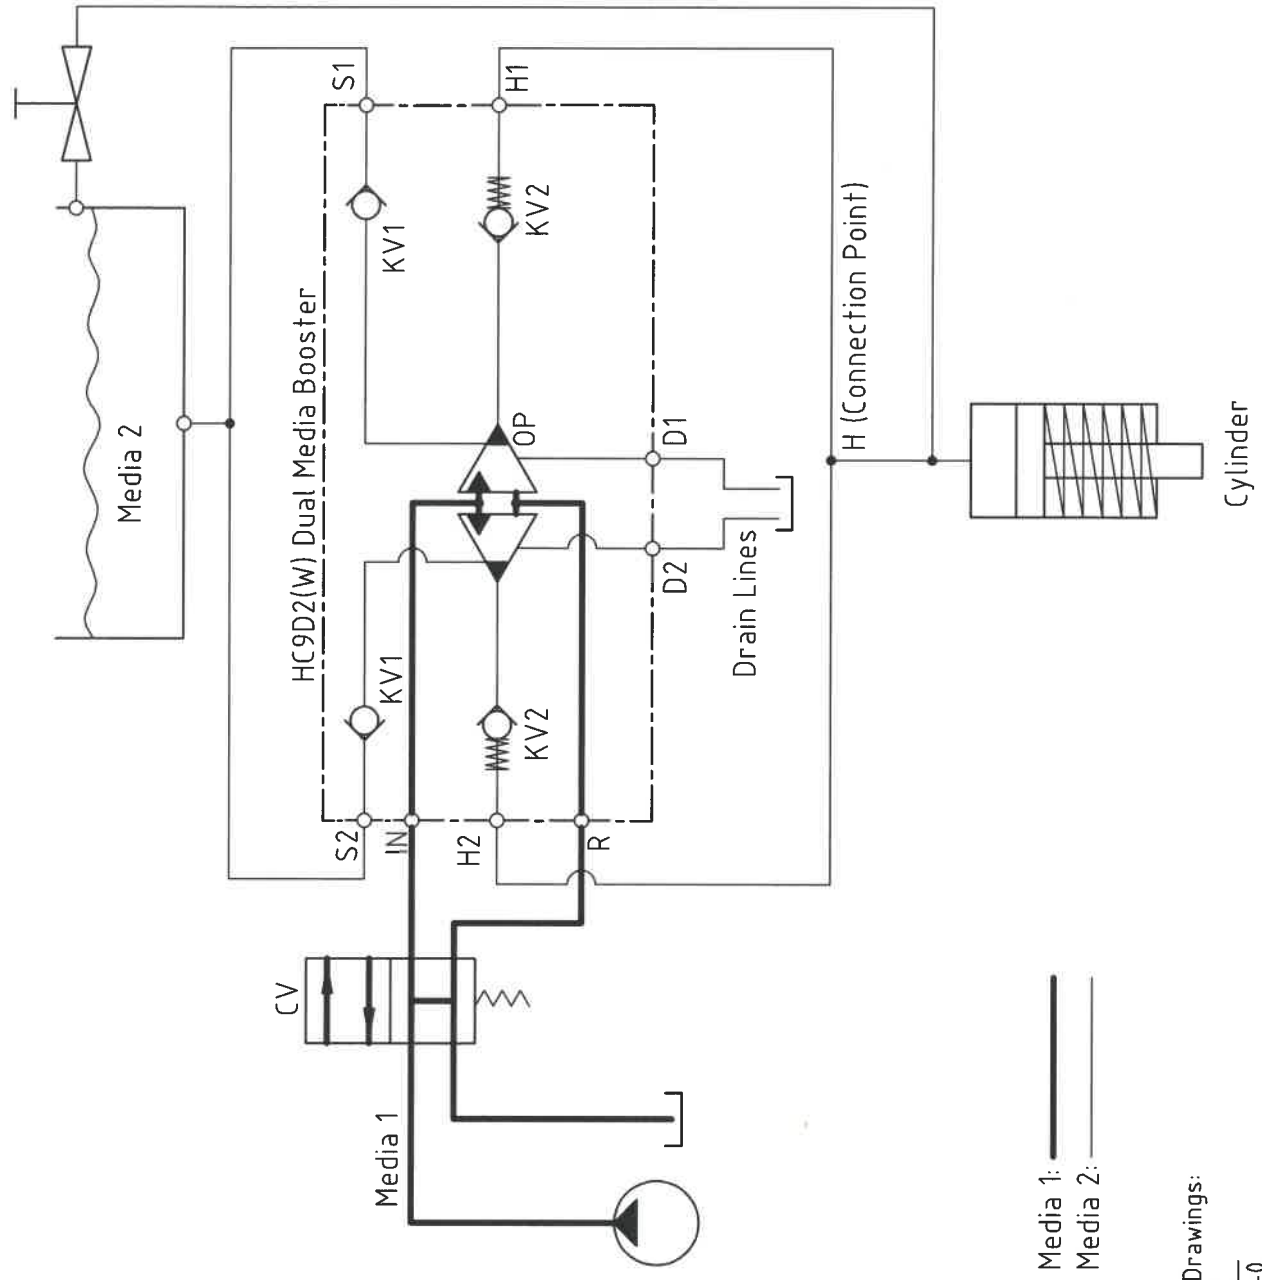 Media 2
S1
H1
HC9D2(W) Dual Media Booster
KV1
KV2
OP
D1
H (Connection Point)
Cylinder
KV1
KV2
D2
Drain Lines
S2
IN
H2
R
CV
Media 1
Media 1:
Media 2:
Drawings: